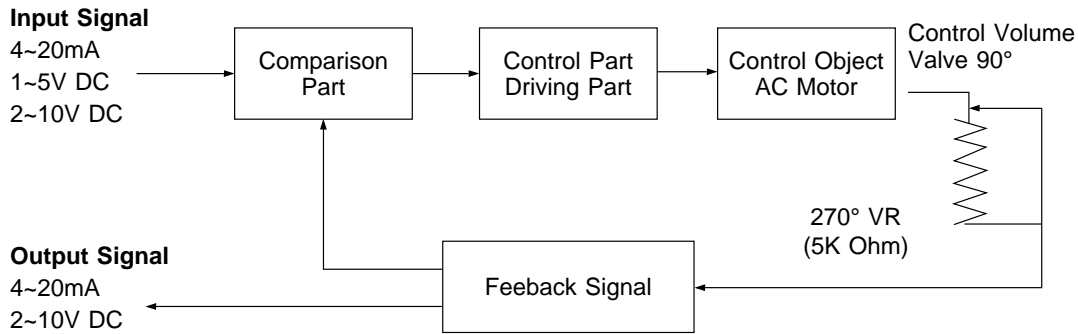 Input Signal
4~20mA
1~5V DC
2~10V DC
Comparison
Part
Control Part
Driving Part
Control Object
AC Motor
Control Volume
Valve 90°
270° VR
(5K Ohm)
Feeback Signal
Output Signal
4~20mA
2~10V DC